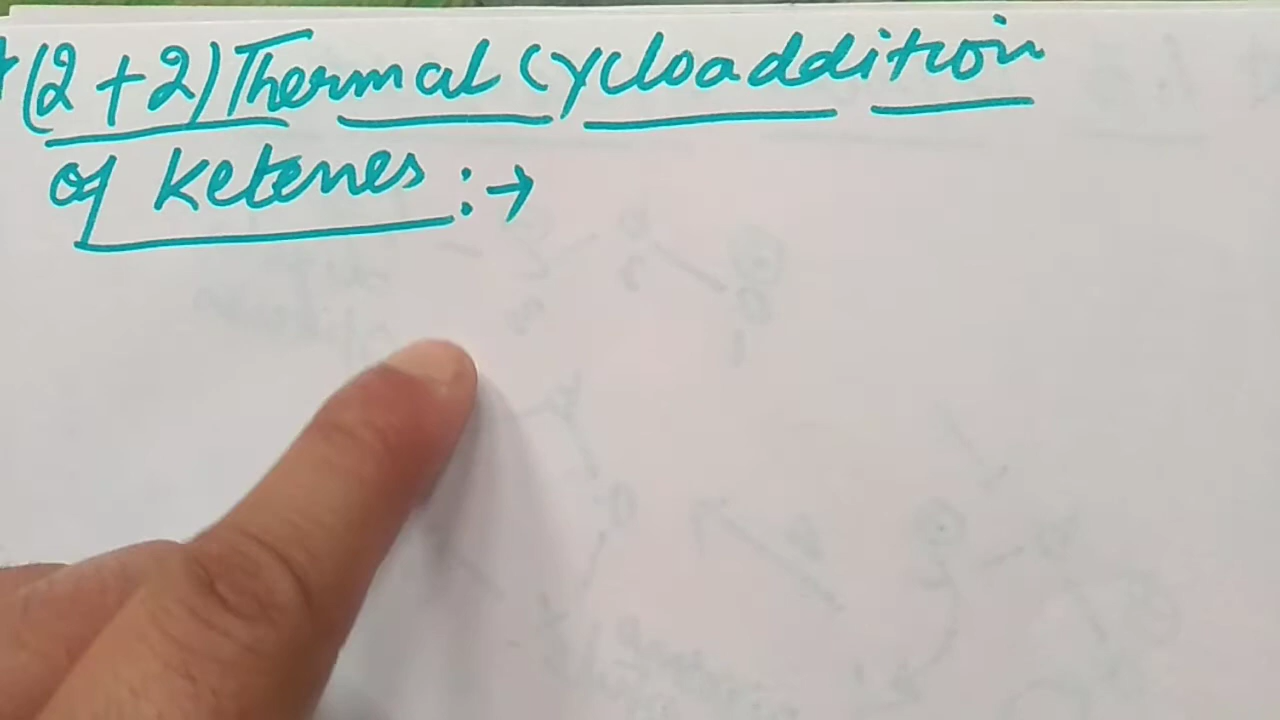 (2+2) Thermal Cycloaddition
of Ketenes :→